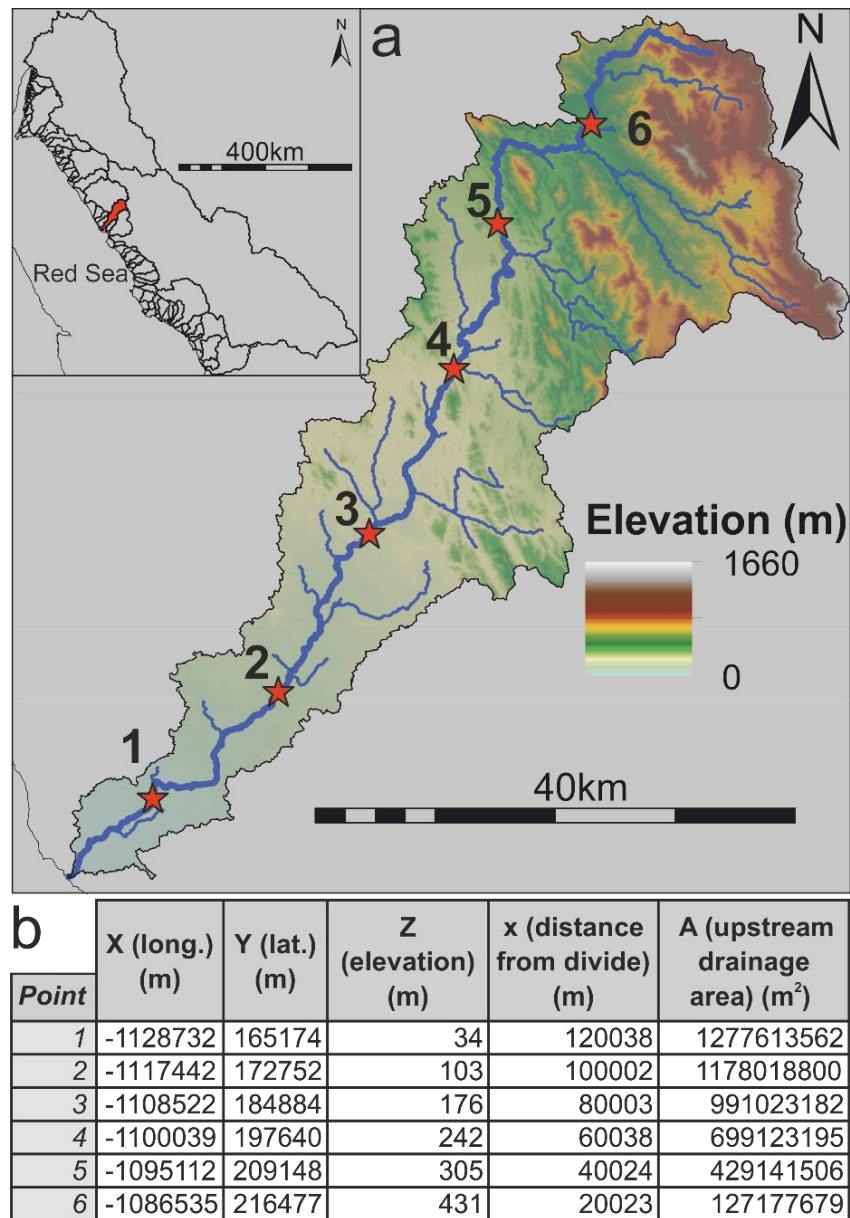 N
400km
Red Sea
a
N
6
5
4
3
2
1
Elevation (m)
1660
0
40km
b
Point X (long.) (m) Y (lat.) (m) Z (elevation) (m) x (distance from divide) (m) A (upstream drainage area) (m²)
1 -1128732 165174 34 120038 1277613562
2 -1117442 172752 103 100002 1178018800
3 -1108522 184884 176 80003 991023182
4 -1100039 197640 242 60038 699123195
5 -1095112 209148 305 40024 429141506
6 -1086535 216477 431 20023 127177679